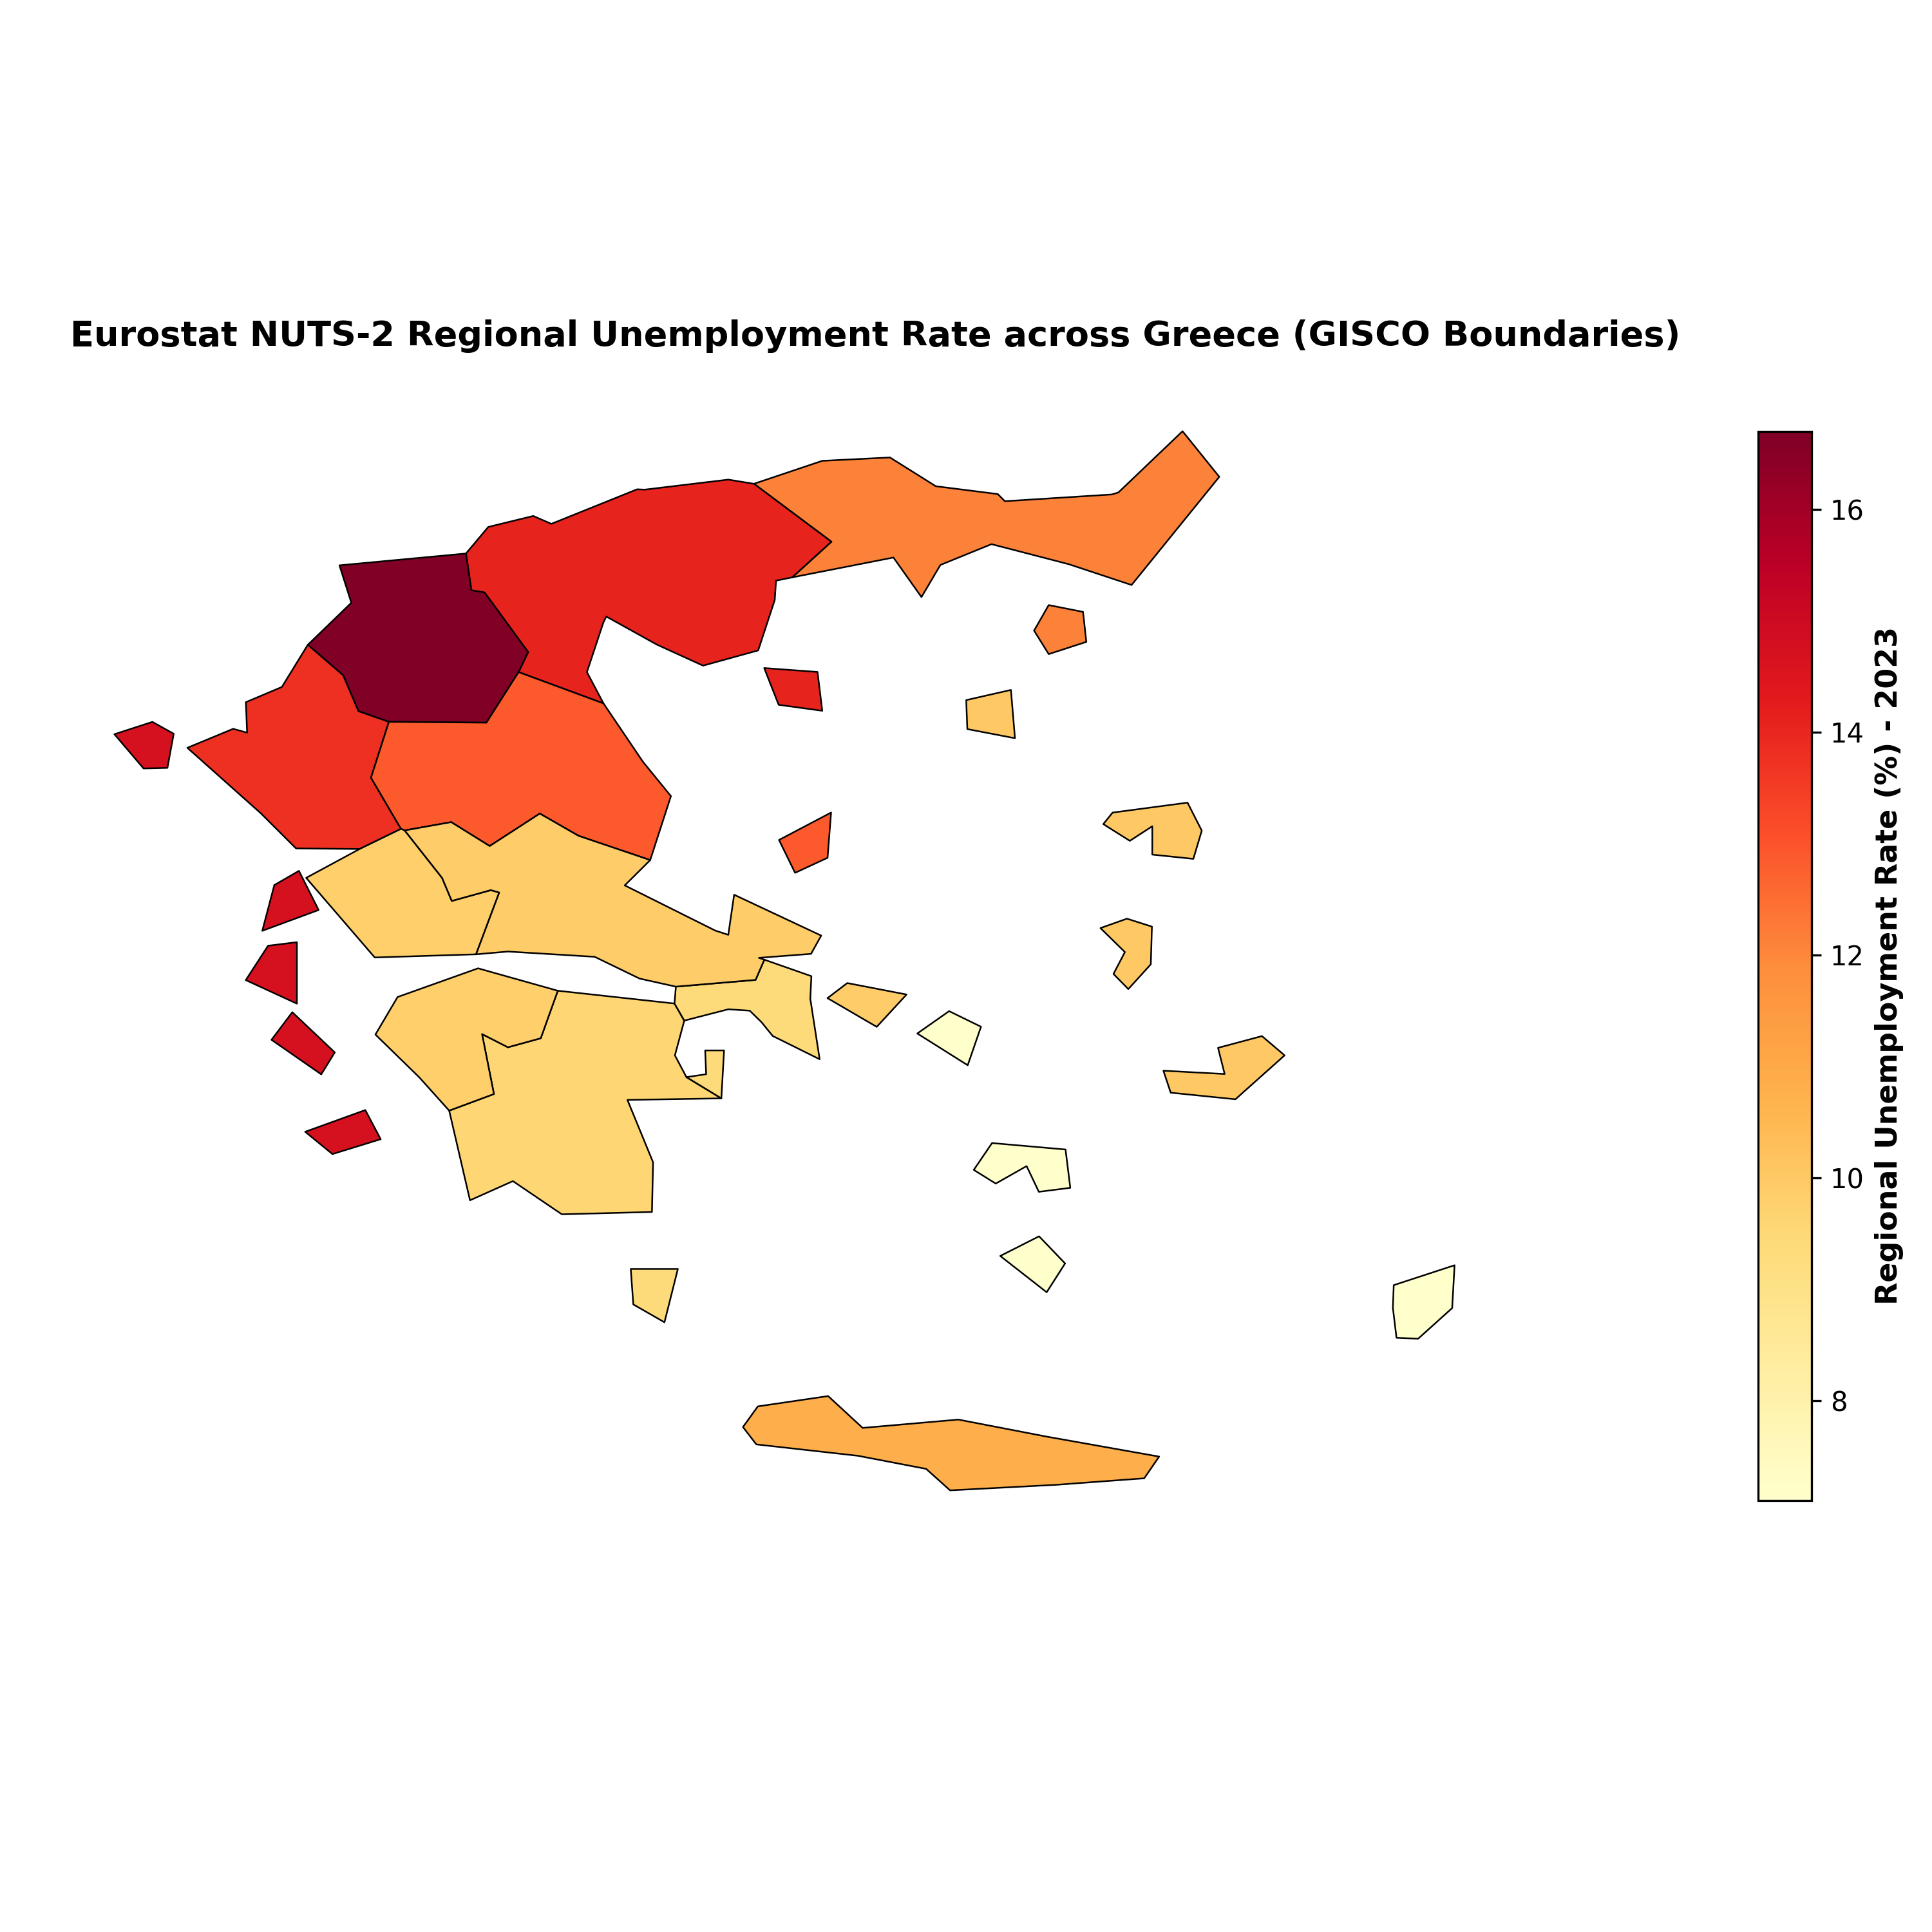 Eurostat NUTS-2 Regional Unemployment Rate across Greece (GISCO Boundaries)
16
14
12
10
8
Regional Unemployment Rate (%) - 2023